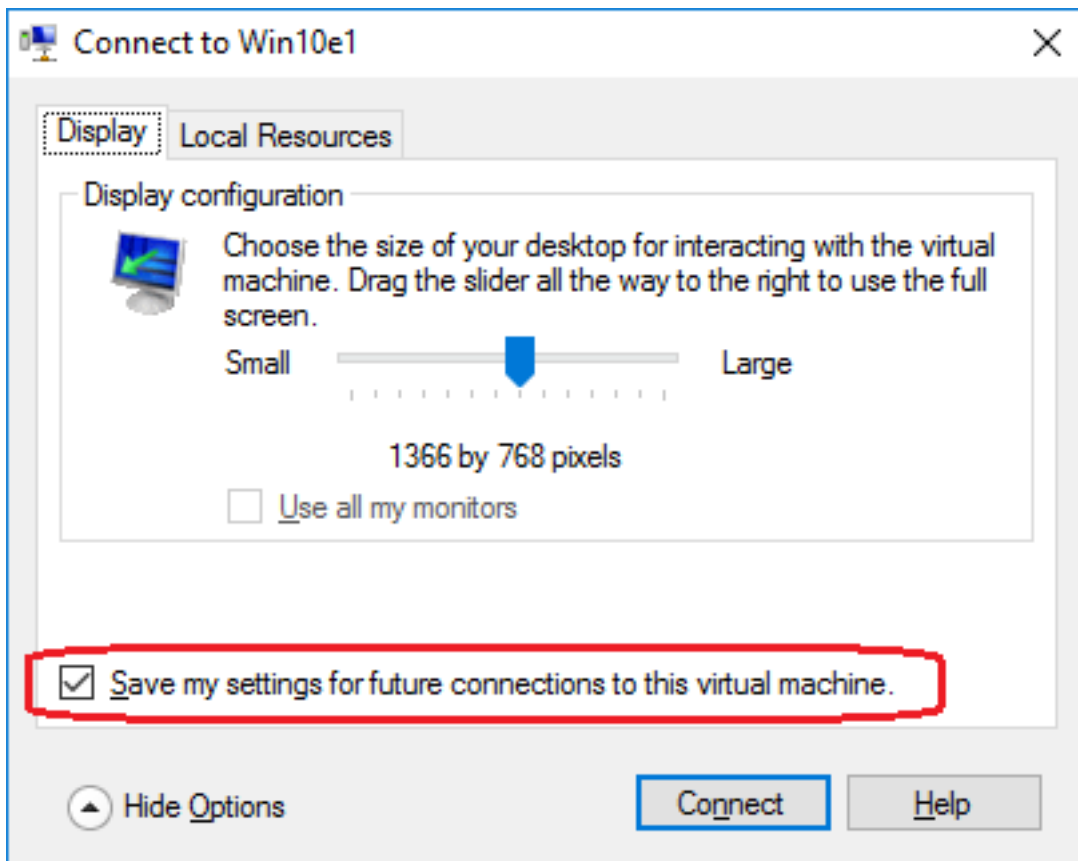 Connect to Win10e1
Display
Local Resources
Display configuration
Choose the size of your desktop for interacting with the virtual
machine. Drag the slider all the way to the right to use the full
screen.
Small
Large
1366 by 768 pixels
Use all my monitors
Save my settings for future connections to this virtual machine.
Hide Options
Connect
Help